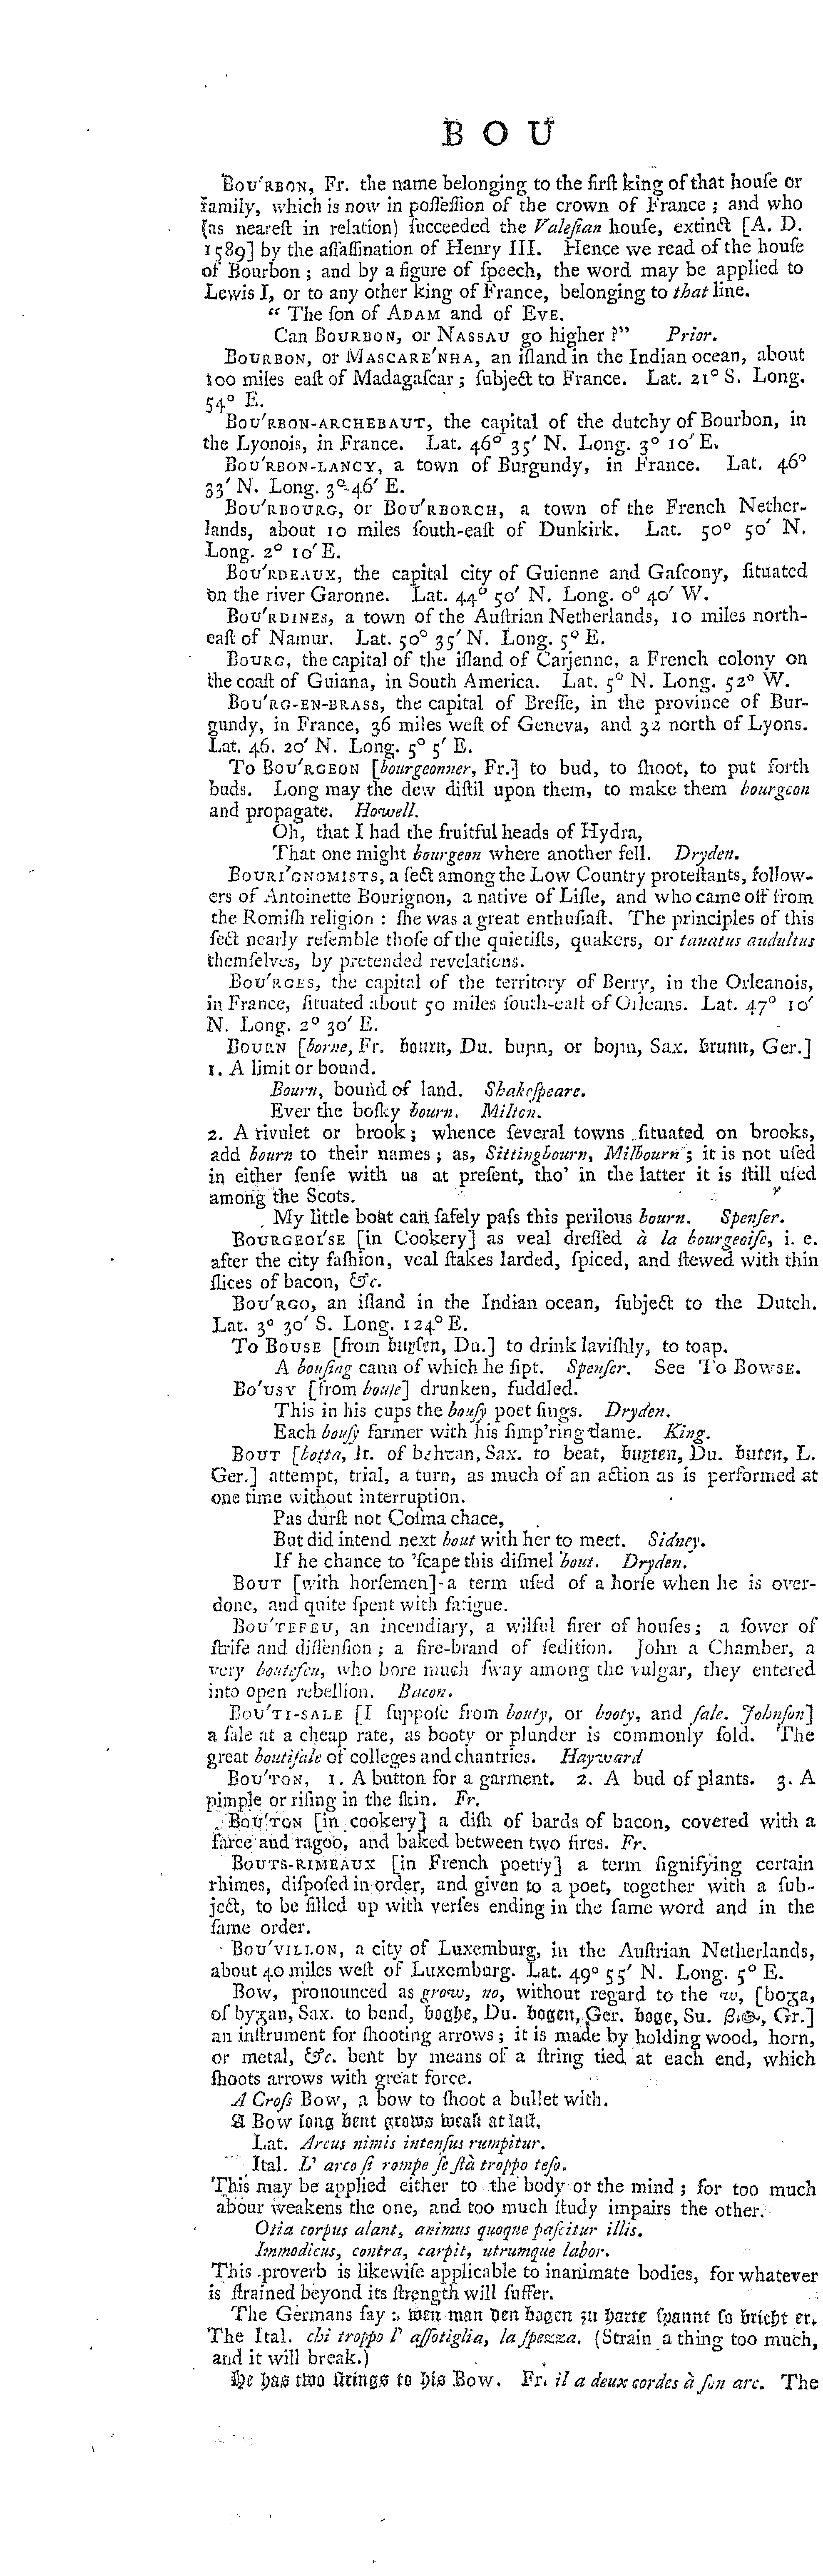 B O U
BOU′RBON, Fr. the name belonging to the firſt king of that houſe or
family, which is now in poſſeſſion of the crown of France ; and who
(as neareſt in relation) ſucceeded the Valeſian houſe, extinct [A. D.
1589] by the aſſaſſination of Henry III. Hence we read of the houſe
of Bourbon ; and by a figure of ſpeech, the word may be applied to
Lewis I, or to any other king of France, belonging to that line.
“ The ſon of ADAM and of EVE.
Can BOURBON, or NASSAU go higher ?” Prior.
BOURBON, or MASCARE′NHA, an iſland in the Indian ocean, about
100 miles eaſt of Madagaſcar ; ſubject to France. Lat. 21° S. Long.
54° E.
BOU′RBON-ARCHEBAUT, the capital of the dutchy of Bourbon, in
the Lyonois, in France. Lat. 46° 35′ N. Long. 3° 10′ E.
BOU′RBON-LANCY, a town of Burgundy, in France. Lat. 46°
33′ N. Long. 3° 46′ E.
BOU′RBOURG, or BOU′RBORCH, a town of the French Nether-
lands, about 10 miles ſouth-eaſt of Dunkirk. Lat. 50° 50′ N.
Long. 2° 10′ E.
BOU′RDEAUX, the capital city of Guienne and Gaſcony, ſituated
on the river Garonne. Lat. 44° 50′ N. Long. 0° 40′ W.
BOU′RDINES, a town of the Auſtrian Netherlands, 10 miles north-
eaſt of Namur. Lat. 50° 35′ N. Long. 5° E.
BOURG, the capital of the iſland of Carjenne, a French colony on
the coaſt of Guiana, in South America. Lat. 5° N. Long. 52° W.
BOU′RG-EN-BRASS, the capital of Breſſe, in the province of Bur-
gundy, in France, 36 miles weſt of Geneva, and 32 north of Lyons.
Lat. 46. 20′ N. Long. 5° 5′ E.
To BOU′RGEON [bourgeonner, Fr.] to bud, to ſhoot, to put forth
buds. Long may the dew diſtil upon them, to make them bourgeon
and propagate. Howell.
Oh, that I had the fruitful heads of Hydra,
That one might bourgeon where another fell. Dryden.
BOURI′GNOMISTS, a ſect among the Low Country proteſtants, follow-
ers of Antoinette Bourignon, a native of Liſle, and who came off from
the Romiſh religion : ſhe was a great enthuſiaſt. The principles of this
ſect nearly reſemble thoſe of the quietiſts, quakers, or tanatus audultus
themſelves, by pretended revelations.
BOU′RGES, the capital of the territory of Berry, in the Orleanois,
in France, ſituated about 50 miles ſouth-eaſt of Orleans. Lat. 47° 10′
N. Long. 2° 30′ E.
BOURN [borne, Fr. bourn, Du. buꞃn, or boꞃn, Sax. brunn, Ger.]
1. A limit or bound.
Bourn, bound of land. Shakeſpeare.
Ever the boſky bourn. Milton.
2. A rivulet or brook ; whence ſeveral towns ſituated on brooks,
add bourn to their names ; as, Sittingbourn, Milbourn ; it is not uſed
in either ſenſe with us at preſent, tho' in the latter it is ſtill uſed
among the Scots.
My little boat can ſafely paſs this perilous bourn. Spenſer.
BOURGEOI′SE [in Cookery] as veal dreſſed à la bourgeoiſe, i. e.
after the city faſhion, veal ſtakes larded, ſpiced, and ſtewed with thin
ſlices of bacon, &c.
BOU′RGO, an iſland in the Indian ocean, ſubject to the Dutch.
Lat. 3° 30′ S. Long. 124° E.
To BOUSE [from buyſen, Du.] to drink laviſhly, to toap.
A bouſing cann of which he ſipt. Spenſer. See To BOWSE.
BO′USY [from bouſe] drunken, fuddled.
This in his cups the bouſy poet ſings. Dryden.
Each bouſy farmer with his ſimp'ring dame. King.
BOUT [botta, It. of Sax. to beat, buyten, Du. buten, L.
Ger.] attempt, trial, a turn, as much of an action as is performed at
one time without interruption.
Pas durſt not Coſma chace,
But did intend next bout with her to meet. Sidney.
If he chance to 'ſcape this diſmel bout. Dryden.
BOUT [with horſemen] a term uſed of a horſe when he is over-
done, and quite ſpent with fatigue.
BOU′TEFEU, an incendiary, a wilful firer of houſes ; a ſower of
ſtrife and diſſenſion ; a fire-brand of ſedition. John a Chamber, a
very boutefeu, who bore much ſway among the vulgar, they entered
into open rebellion. Bacon.
BOU′TI-SALE [I ſuppoſe from bouty, or booty, and ſale. Johnſon]
a ſale at a cheap rate, as booty or plunder is commonly ſold. The
great boutiſale of colleges and chantries. Hayward
BOU′TON, 1. A button for a garment. 2. A bud of plants. 3. A
pimple or riſing in the ſkin. Fr.
BOU′TON [in cookery] a diſh of bards of bacon, covered with a
farce and ragoo, and baked between two fires. Fr.
BOUTS-RIMEAUX [in French poetry] a term ſignifying certain
rhimes, diſpoſed in order, and given to a poet, together with a ſub-
ject, to be filled up with verſes ending in the ſame word and in the
ſame order.
BOU′VILLON, a city of Luxemburg, in the Auſtrian Netherlands,
about 40 miles weſt of Luxemburg. Lat. 49° 55′ N. Long. 5° E.
BOW, pronounced as grow, no, without regard to the w, [boga,
of bygan, Sax. to bend, boghe, Du. bogen, Ger. boge, Su. Gr.]
an inſtrument for ſhooting arrows ; it is made by holding wood, horn,
or metal, &c. bent by means of a ſtring tied at each end, which
ſhoots arrows with great force.
A Croſs BOW, a bow to ſhoot a bullet with.
A BOW long bent grows weak at laſt.
Lat. Arcus nimis intenſus rumpitur.
Ital. L' arco ſi rompe ſe ſtà troppo teſo.
This may be applied either to the body or the mind ; for too much
abour weakens the one, and too much ſtudy impairs the other.
Otia corpus alant, animus quoque paſcitur illis.
Immodicus, contra, carpit, utrumque labor.
This proverb is likewiſe applicable to inanimate bodies, for whatever
is ſtrained beyond its ſtrength will ſuffer.
The Germans ſay : wen man den bogen zu harte ſpannt ſo bricht er.
The Ital. chi troppo l' aſſotiglia, la ſpezza. (Strain a thing too much,
and it will break.)
He has two ſtrings to his BOW. Fr. il a deux cordes à ſon arc. The